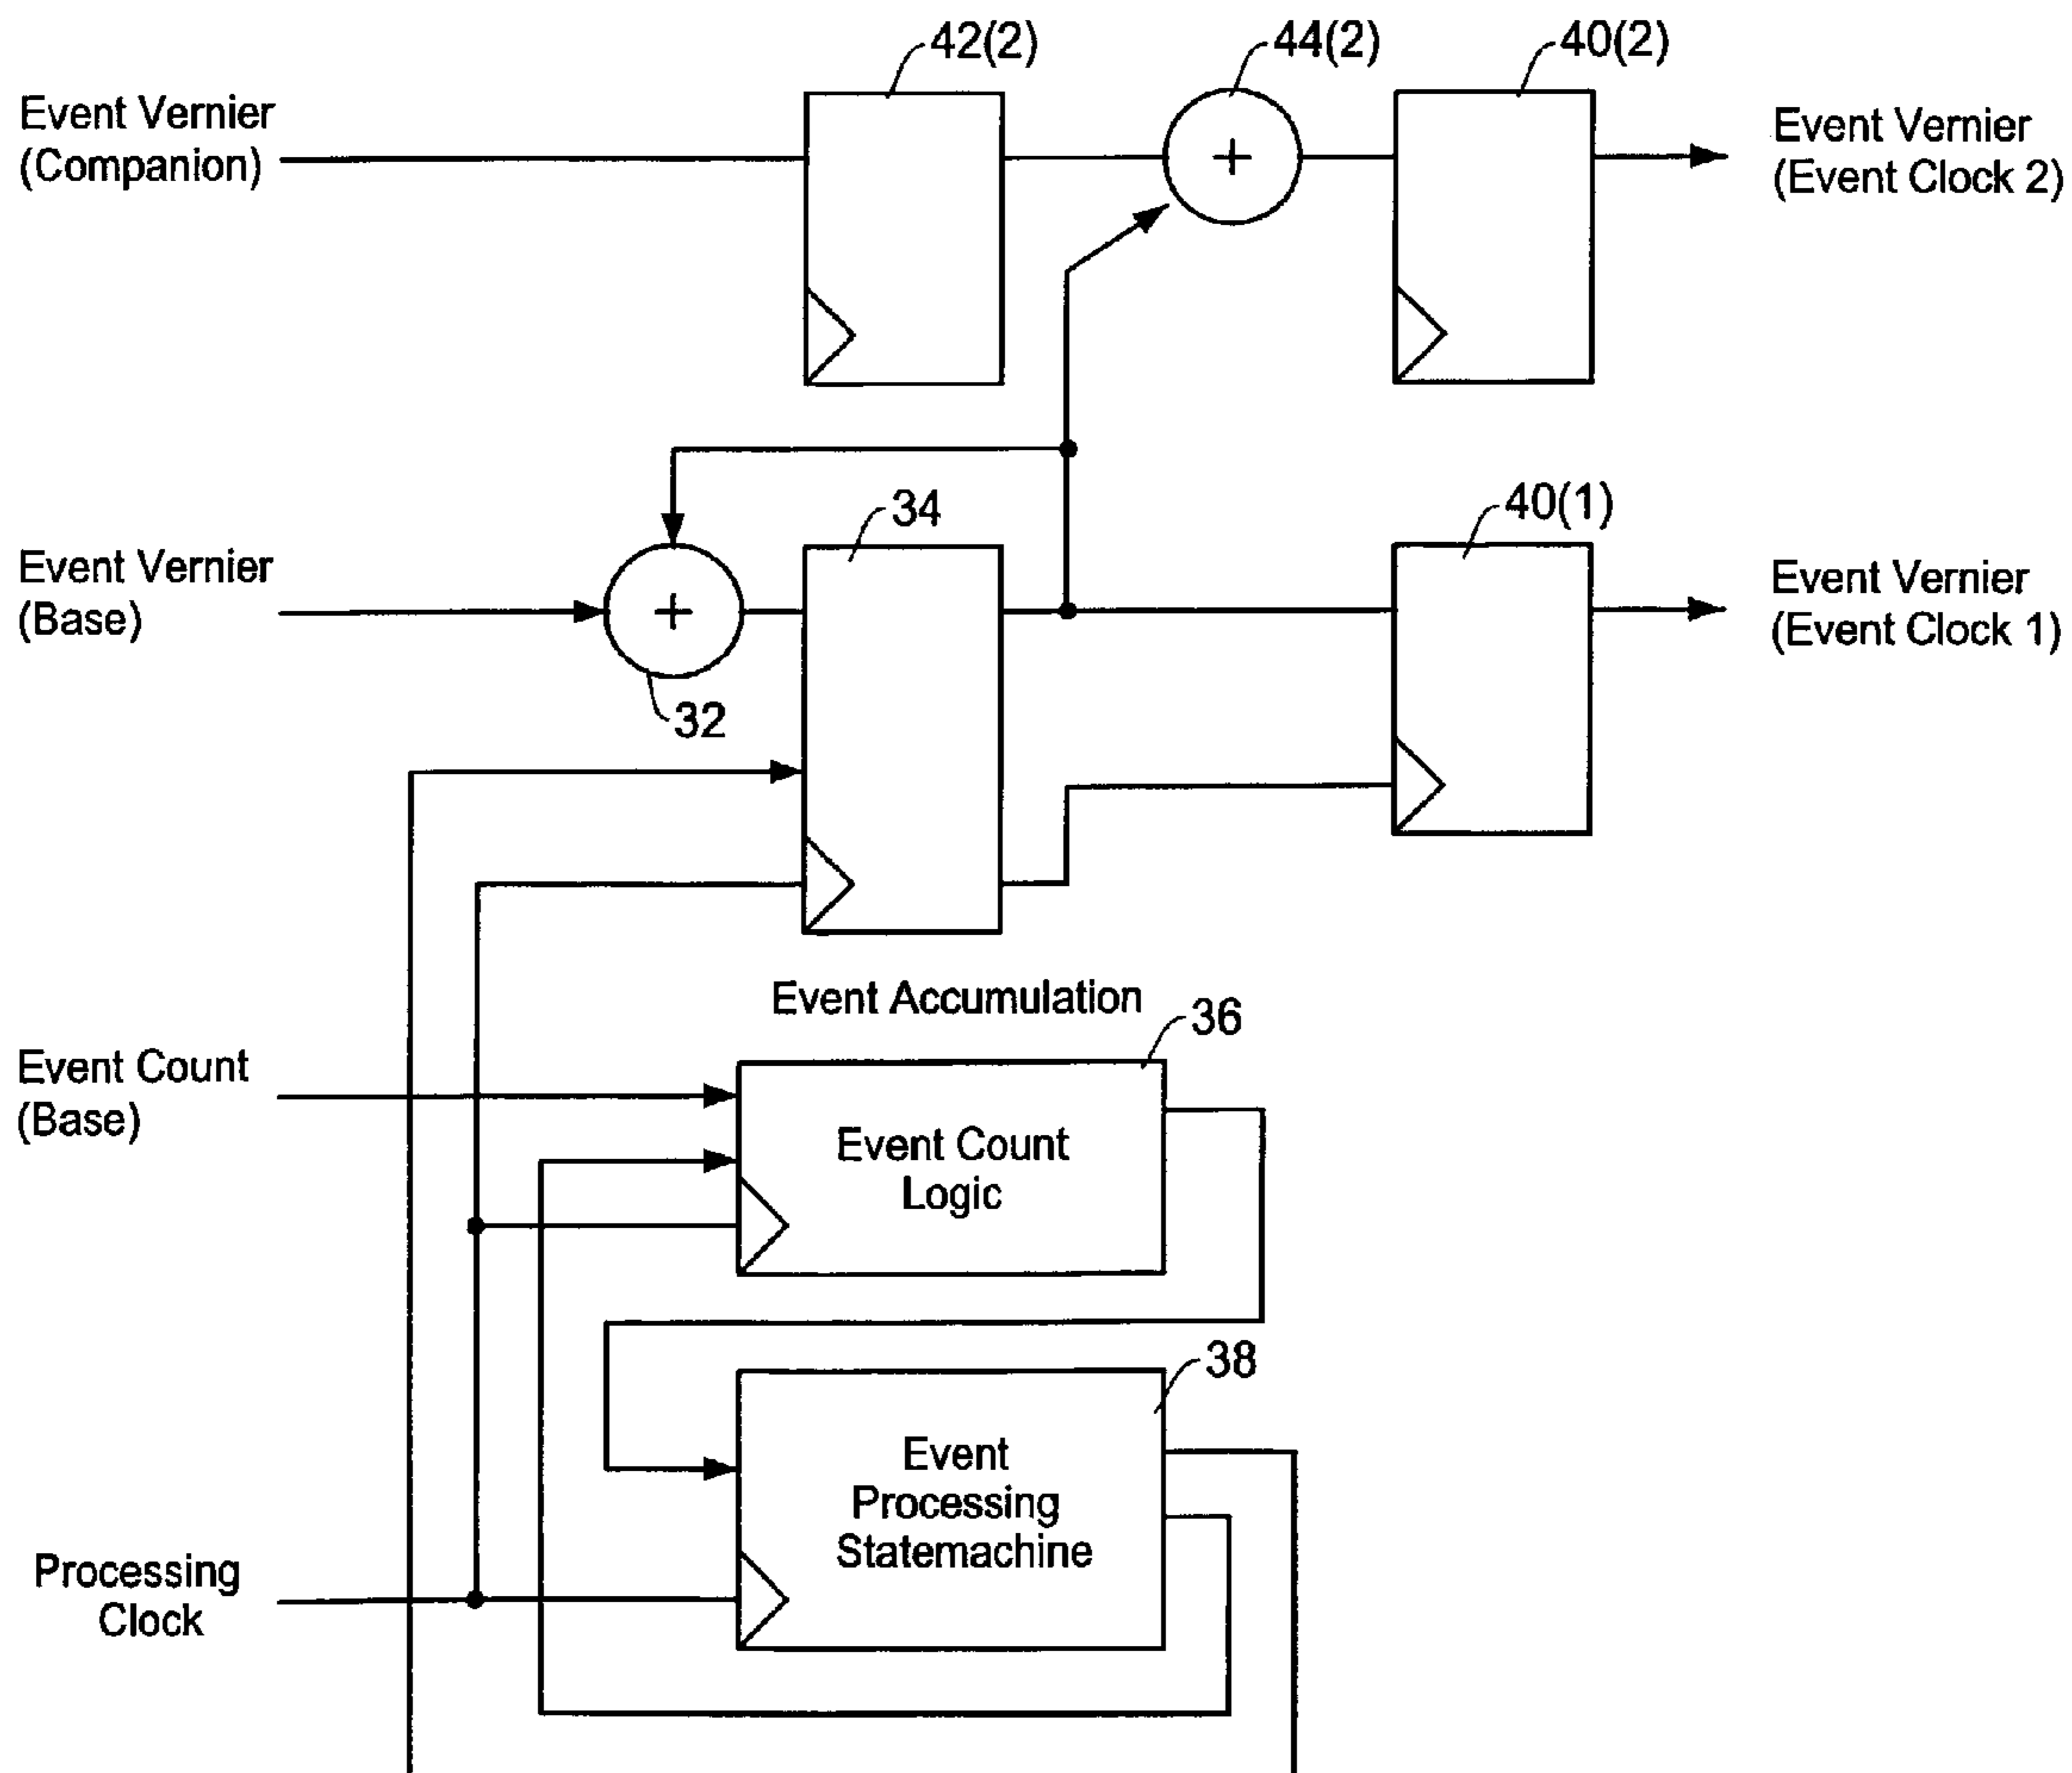 42(2)
44(2)
40(2)
Event Vernier
(Companion)
+
Event Vernier
(Event Clock 2)
34
40(1)
Event Vernier
(Base)
+
Event Vernier
(Event Clock 1)
32
Event Accumulation
36
Event Count
(Base)
Event Count
Logic
38
Event
Processing
Statemachine
Processing
Clock